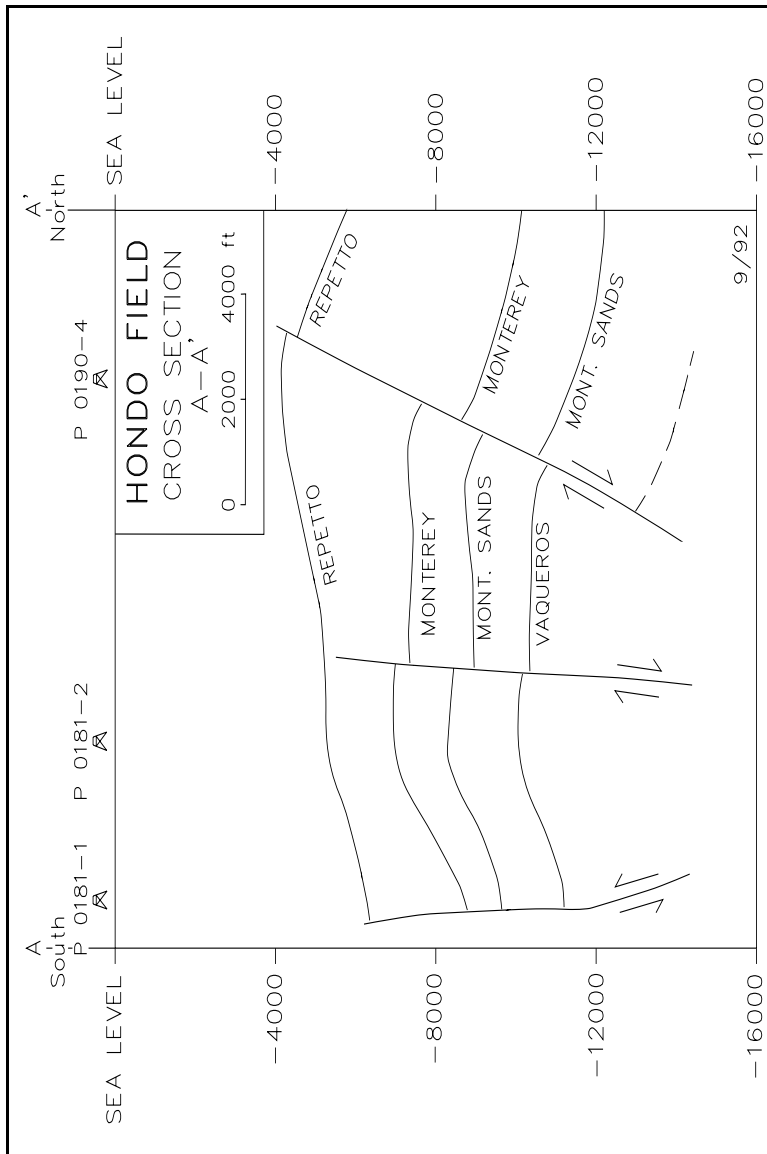 A
South
P 0181-1
P 0181-2
P 0190-4
A'
North
SEA LEVEL
SEA LEVEL
HONDO FIELD
CROSS SECTION
A-A'
0 2000 4000 ft
-4000
-4000
REPETTO
REPETTO
-8000
-8000
MONTEREY
MONTEREY
MONT. SANDS
MONT. SANDS
VAQUEROS
-12000
-12000
9/92
-16000
-16000